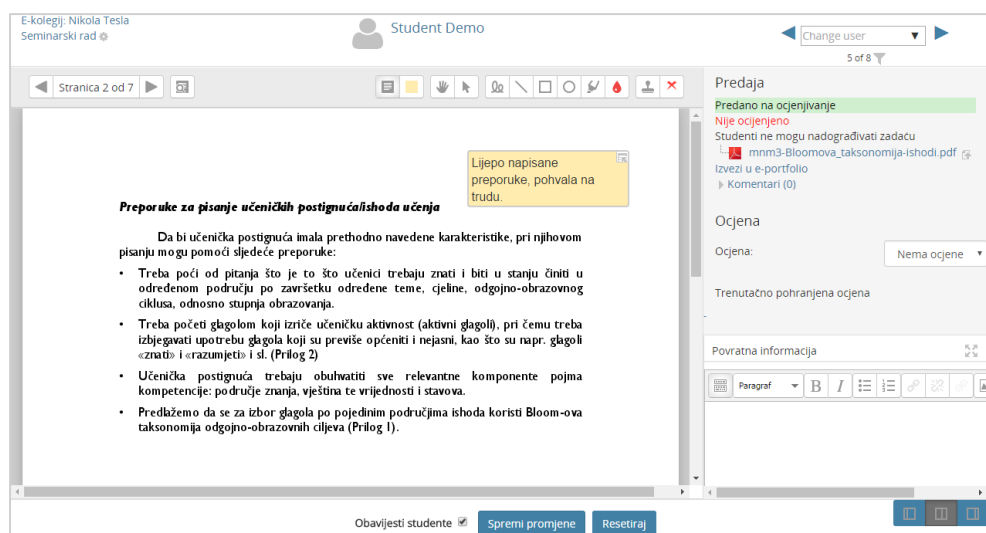 E-kolegij: Nikola Tesla
Seminarski rad
Student Demo
Change user
5 of 8
Stranica 2 od 7
Lijepo napisane
preporuke, pohvala na
trudu.
Preporuke za pisanje učeničkih postignuća/ishoda učenja
Da bi učenička postignuća imala prethodno navedene karakteristike, pri njihovom
pisanju mogu pomoći sljedeće preporuke:
• Treba poći od pitanja što je to što učenici trebaju znati i biti u stanju činiti u
određenom području po završetku određene teme, cjeline, odgojno-obrazovnog
ciklusa, odnosno stupnja obrazovanja.
• Treba početi glagolom koji izriče učeničku aktivnost (aktivni glagoli), pri čemu treba
izbjegavati upotrebu glagola koji su previše općeniti i nejasni, kao što su napr. glagoli
«znati» i «razumjeti» i sl. (Prilog 2)
• Učenička postignuća trebaju obuhvatiti sve relevantne komponente pojma
kompetencije: područje znanja, vještina te vrijednosti i stavova.
• Predlažemo da se za izbor glagola po pojedinim područjima ishoda koristi Bloom-ova
taksonomija odgojno-obrazovnih ciljeva (Prilog 1).
Predaja
Predano na ocjenjivanje
Nije ocijenjeno
Studenti ne mogu nadograđivati zadaću
mnm3-Bloomova_taksonomija-ishodi.pdf
Izvezi u e-portfolio
Komentari (0)
Ocjena
Ocjena:
Nema ocjene
Trenutačno pohranjena ocjena
Povratna informacija
Paragraf
B I
Obavijesti studente
Spremi promjene
Resetiraj